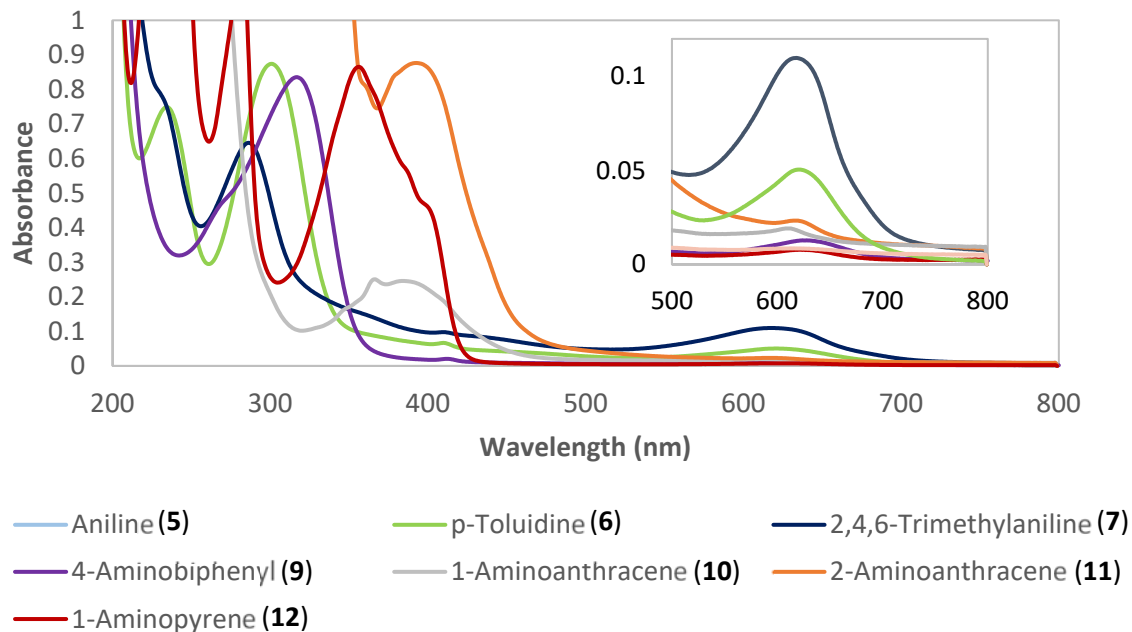 1
0.9
0.8
0.7
0.6
0.5
0.4
0.3
0.2
0.1
0
Absorbance
200 300 400 500 600 700 800
Wavelength (nm)
0.1
0.05
0
500 600 700 800
Aniline (5) p-Toluidine (6) 2,4,6-Trimethylaniline (7)
4-Aminobiphenyl (9) 1-Aminoanthracene (10) 2-Aminoanthracene (11)
1-Aminopyrene (12)